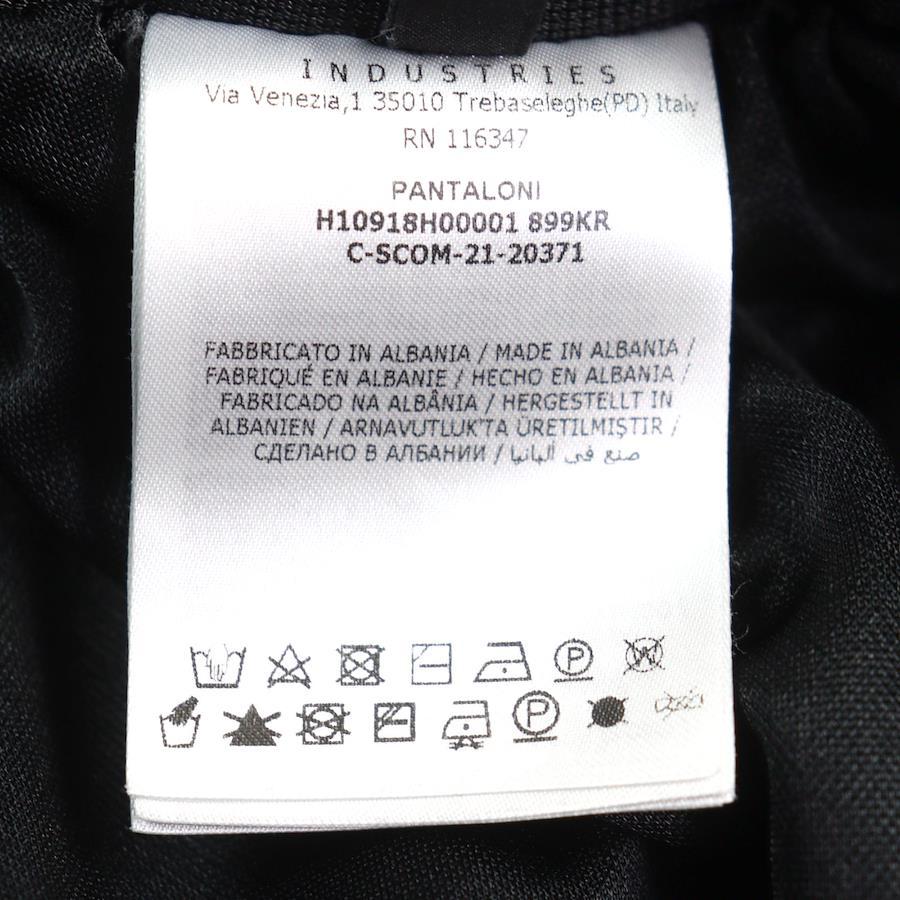 INDUSTRIES
Via Venezia,1 35010 Trebaseleghe(PD) Italy
RN 116347
PANTALONI
H10918H00001 899KR
C-SCOM-21-20371
FABBRICATO IN ALBANIA / MADE IN ALBANIA /
FABRIQUÉ EN ALBANIE / HECHO EN ALBANIA /
FABRICADO NA ALBÂNIA / HERGESTELLT IN
ALBANIEN / ARNAVUTLUK'TA ÜRETILMIŞTIR /
СДЕЛАНО В АЛБАНИИ / صنع في ألبانيا
P W
P